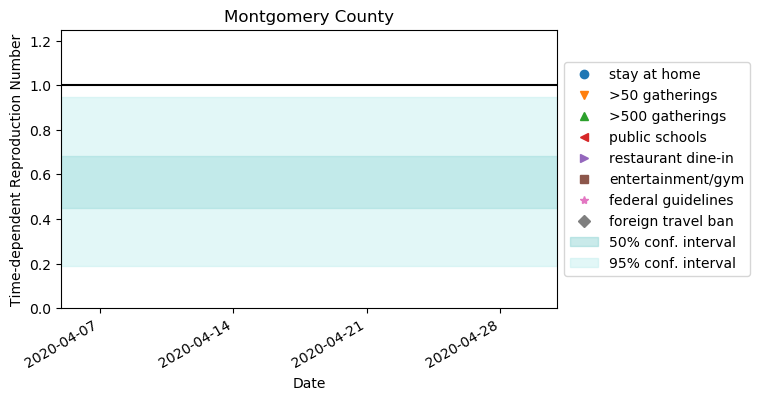 Montgomery County
Time-dependent Reproduction Number
1.2
1.0
0.8
0.6
0.4
0.2
0.0
2020-04-07
2020-04-14
2020-04-21
2020-04-28
Date
stay at home
>50 gatherings
>500 gatherings
public schools
restaurant dine-in
entertainment/gym
federal guidelines
foreign travel ban
50% conf. interval
95% conf. interval